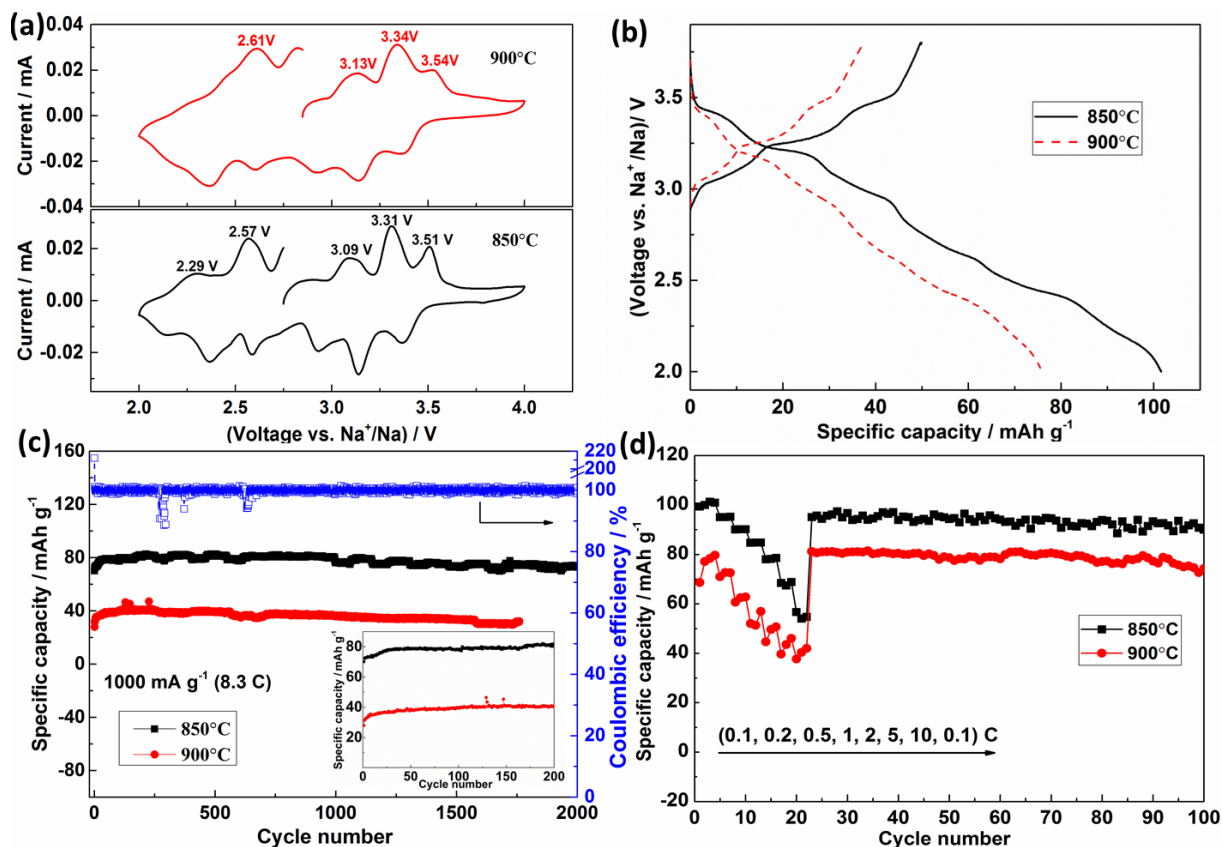 (a)
Current / mA
0.04
0.02
0.00
-0.02
-0.04
2.61V
3.13V
3.34V
3.54V
900°C
Current / mA
0.02
0.00
-0.02
2.29 V
2.57 V
3.09 V
3.31 V
3.51 V
850°C
2.0
2.5
3.0
3.5
4.0
(Voltage vs. Na⁺/Na) / V
(b)
(Voltage vs. Na⁺/Na)/ V
3.5
3.0
2.5
2.0
850°C
900°C
0
20
40
60
80
100
Specific capacity / mAh g⁻¹
(c)
Specific capacity / mAh g⁻¹
160
120
80
40
0
-40
-80
220
200
100
80
60
40
20
0
Coulombic efficiency / %
1000 mA g⁻¹ (8.3 C)
850°C
900°C
Specific capacity / mAh g⁻¹
80
60
40
20
0
50
100
150
200
Cycle number
0
500
1000
1500
2000
Cycle number
(d)
Specific capacity / mAh g⁻¹
120
100
80
60
40
20
0
-20
850°C
900°C
(0.1, 0.2, 0.5, 1, 2, 5, 10, 0.1) C
0
10
20
30
40
50
60
70
80
90
100
Cycle number